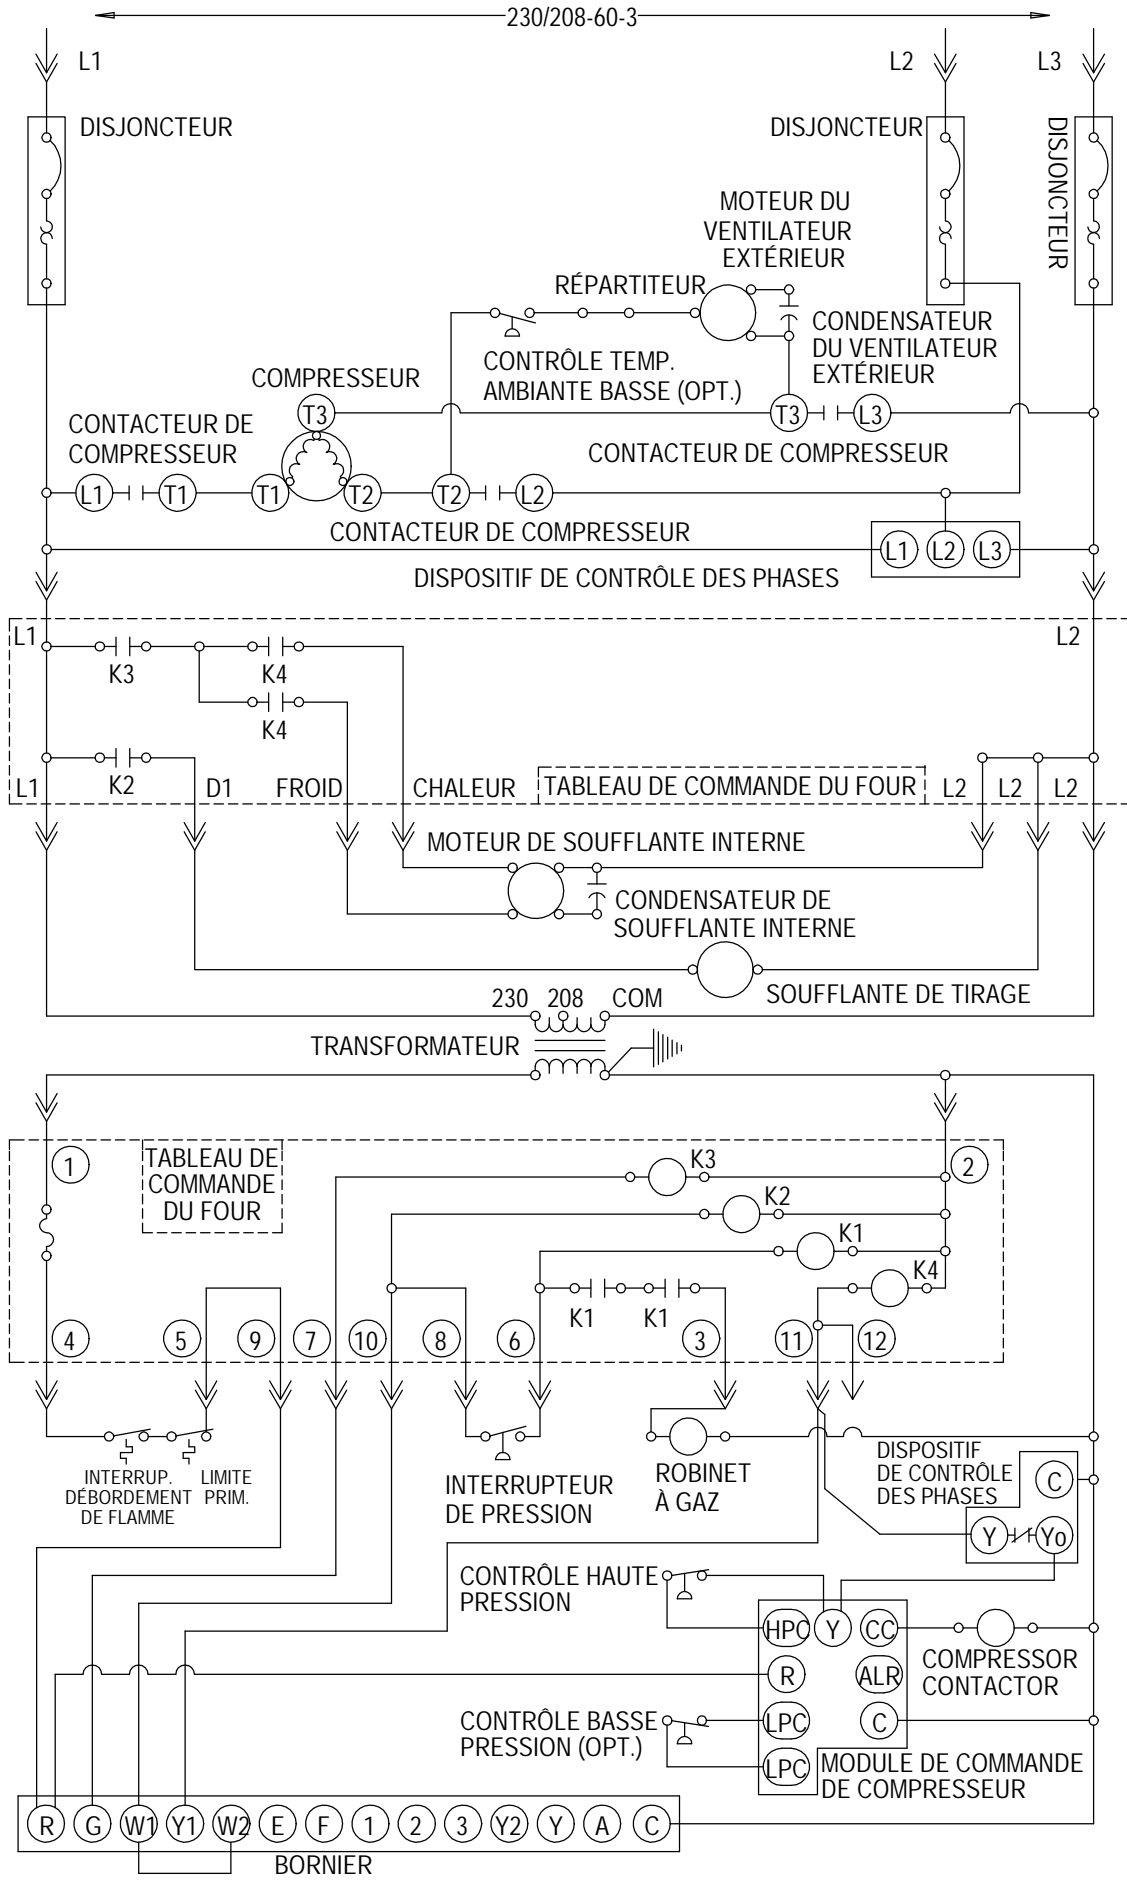 230/208-60-3
L1
L2
L3
DISJONCTEUR
DISJONCTEUR
DISJONCTEUR
MOTEUR DU
VENTILATEUR
EXTÉRIEUR
RÉPARTITEUR
CONDENSATEUR
DU VENTILATEUR
EXTÉRIEUR
CONTRÔLE TEMP.
AMBIANTE BASSE (OPT.)
COMPRESSEUR
T3
T3
L3
CONTACTEUR DE
COMPRESSEUR
CONTACTEUR DE COMPRESSEUR
L1
T1
T1
T2
T2
L2
CONTACTEUR DE COMPRESSEUR
L1
L2
L3
DISPOSITIF DE CONTRÔLE DES PHASES
L1
L2
K3
K4
K4
L1
K2
D1
FROID
CHALEUR
TABLEAU DE COMMANDE DU FOUR
L2
L2
L2
MOTEUR DE SOUFFLANTE INTERNE
CONDENSATEUR DE
SOUFFLANTE INTERNE
SOUFFLANTE DE TIRAGE
230
208
COM
TRANSFORMATEUR
1
TABLEAU DE
COMMANDE
DU FOUR
K3
2
K2
K1
K4
K1
K1
4
5
9
7
10
8
6
3
11
12
INTERRUP.
DÉBORDEMENT
DE FLAMME
LIMITE
PRIM.
INTERRUPTEUR
DE PRESSION
ROBINET
À GAZ
DISPOSITIF
DE CONTRÔLE
DES PHASES
C
Y
Yo
CONTRÔLE HAUTE
PRESSION
HPC
Y
CC
COMPRESSOR
CONTACTOR
R
ALR
CONTRÔLE BASSE
PRESSION (OPT.)
LPC
C
LPC
MODULE DE COMMANDE
DE COMPRESSEUR
R
G
W1
Y1
W2
E
F
1
2
3
Y2
Y
A
C
BORNIER